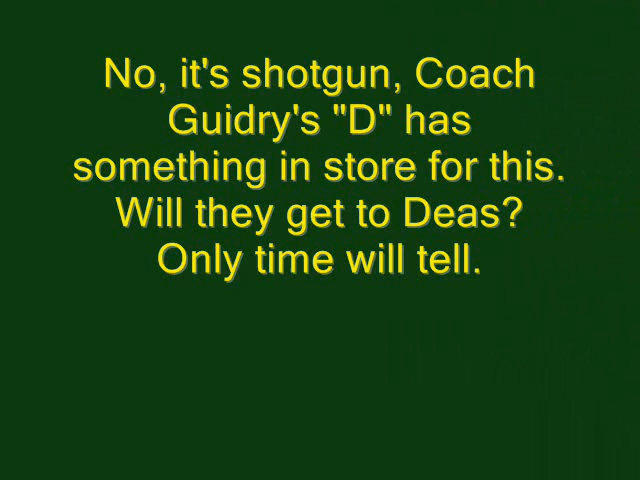 No, it's shotgun, Coach
Guidry's "D" has
something in store for this.
Will they get to Deas?
Only time will tell.